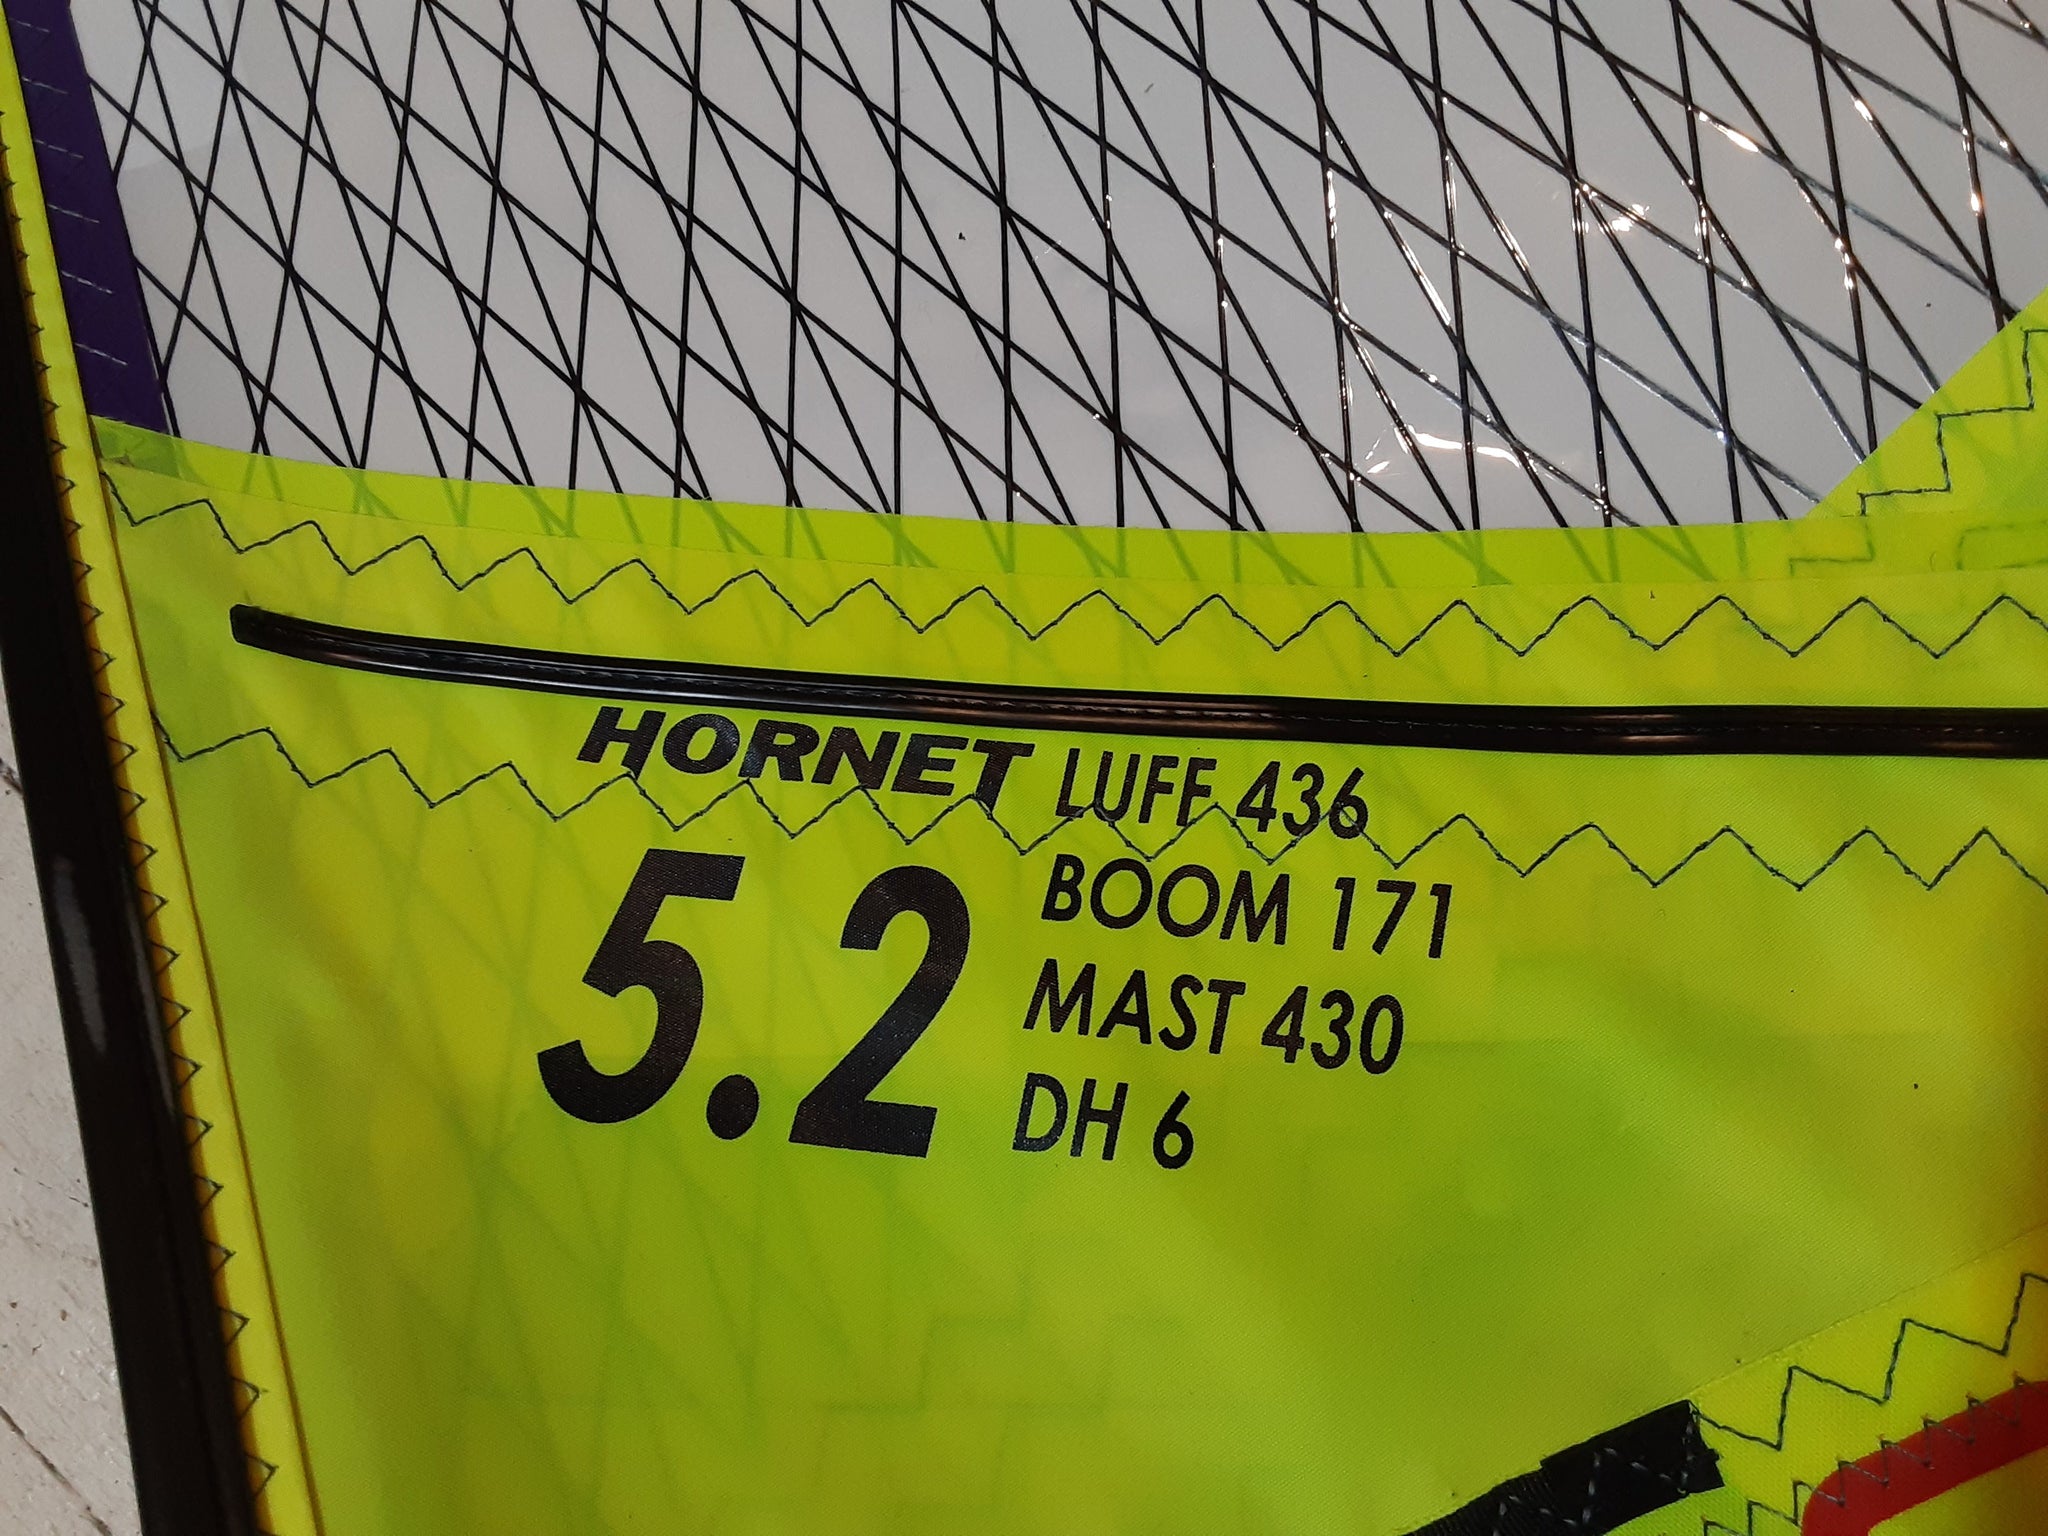 HORNET LUFF 436
5.2 BOOM 171
MAST 430
DH 6